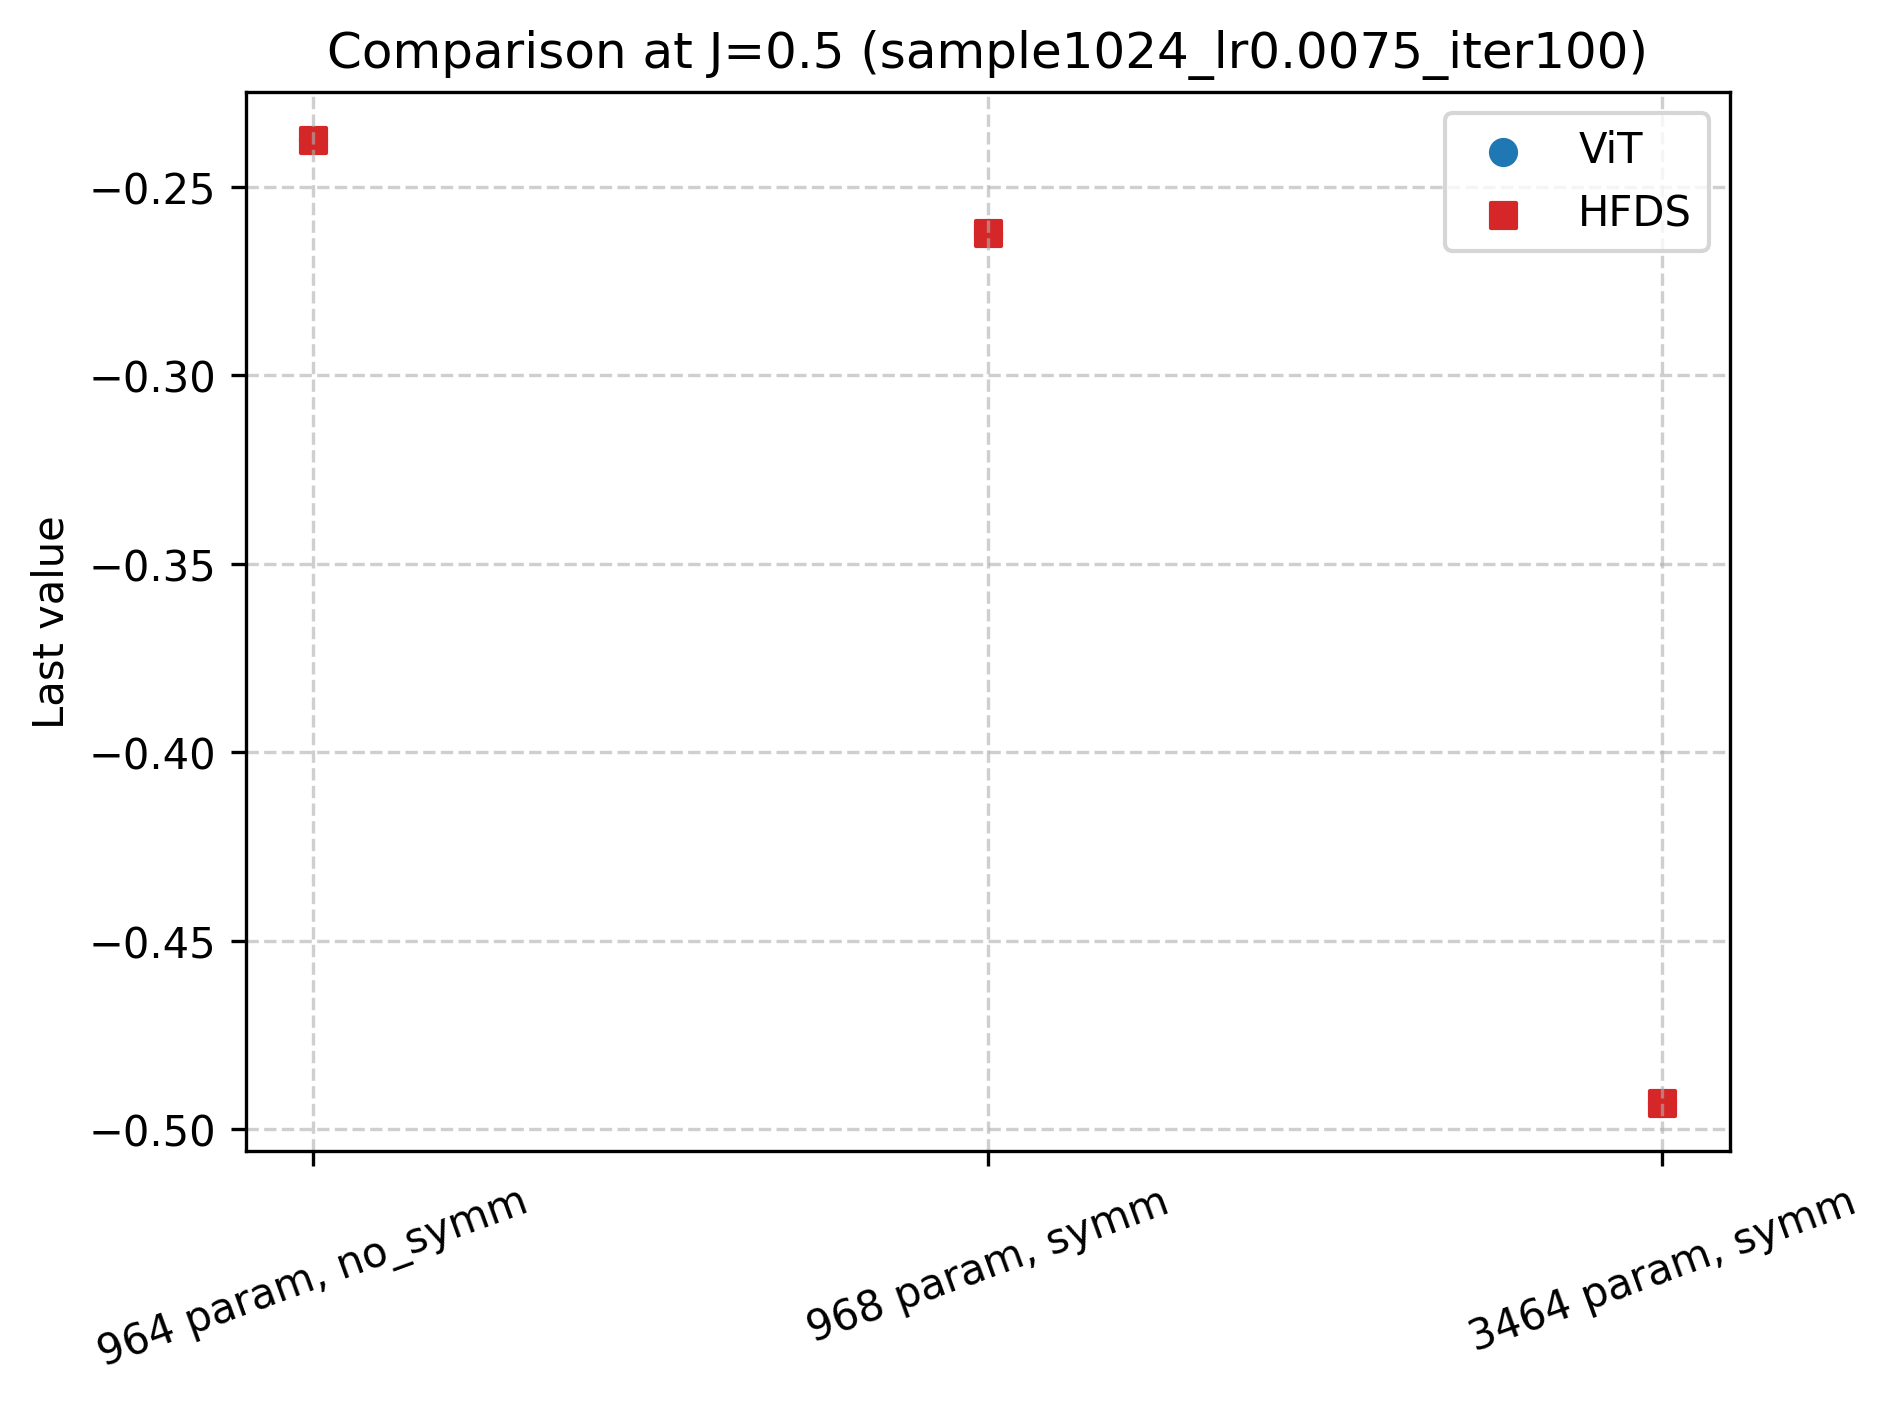 Comparison at J=0.5 (sample1024_lr0.0075_iter100)
ViT
HFDS
Last value
−0.25
−0.30
−0.35
−0.40
−0.45
−0.50
964 param, no_symm
968 param, symm
3464 param, symm